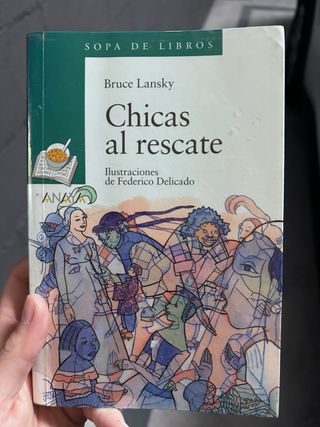 SOPA DE LIBROS
Bruce Lansky
Chicas
al rescate
Ilustraciones
de Federico Delicado
ANAYA